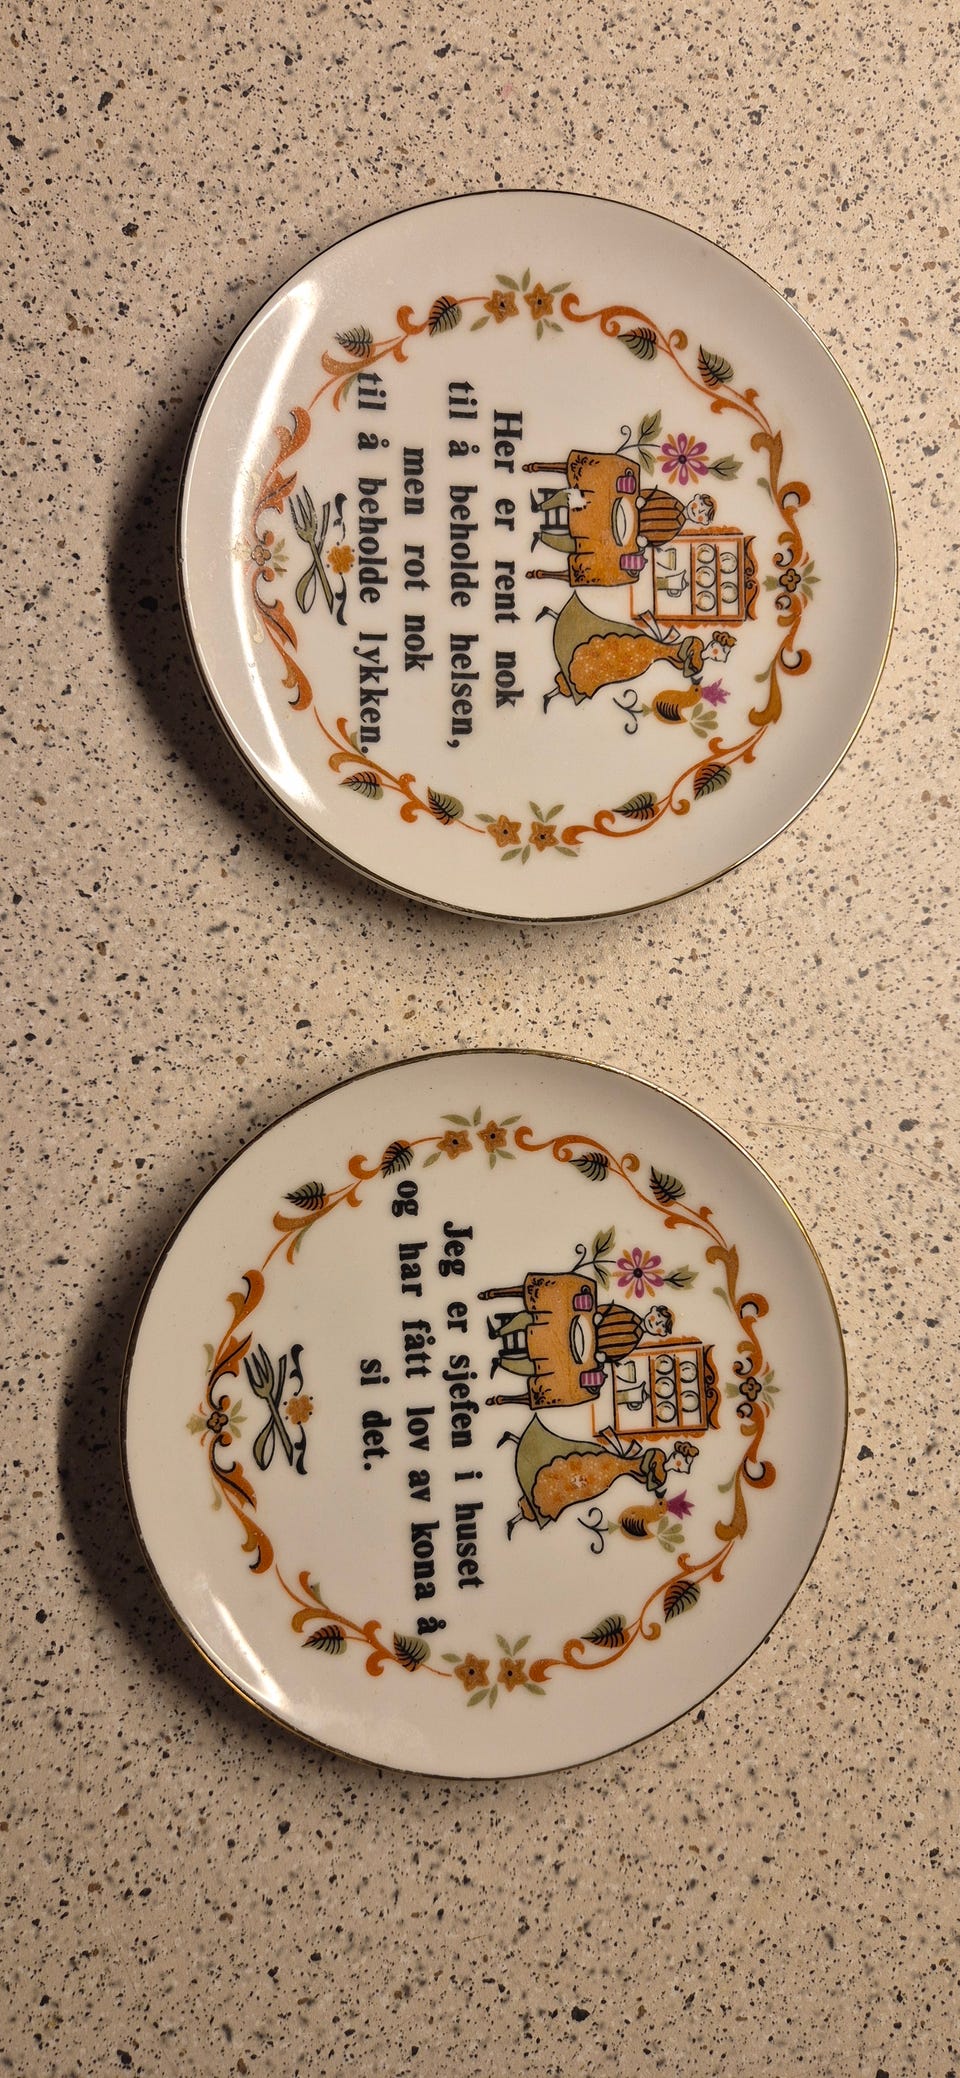 Her er rent nok
til å beholde helsen,
men rot nok
til å beholde lykken.
Jeg er sjefen i huset
og har fått lov av kona å
si det.